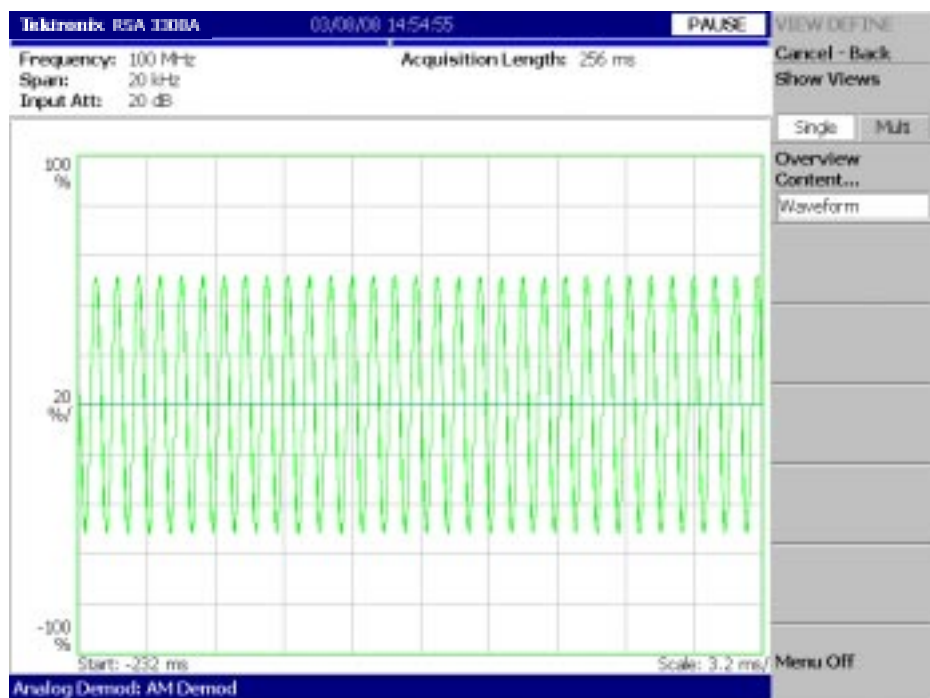 Tektronix RSA 3308A 03/08/08 14:54:55 PAUSE VIEW DEFINE
Frequency: 100 MHz Acquisition Length: 256 ms Cancel - Back
Span: 20 kHz Show Views
Input Att: 20 dB
Single Multi
100 Overview
% Content...
Waveform
20
%/
-100
%
Start: -232 ms Scale: 3.2 ms/ Menu Off
Analog Demod: AM Demod